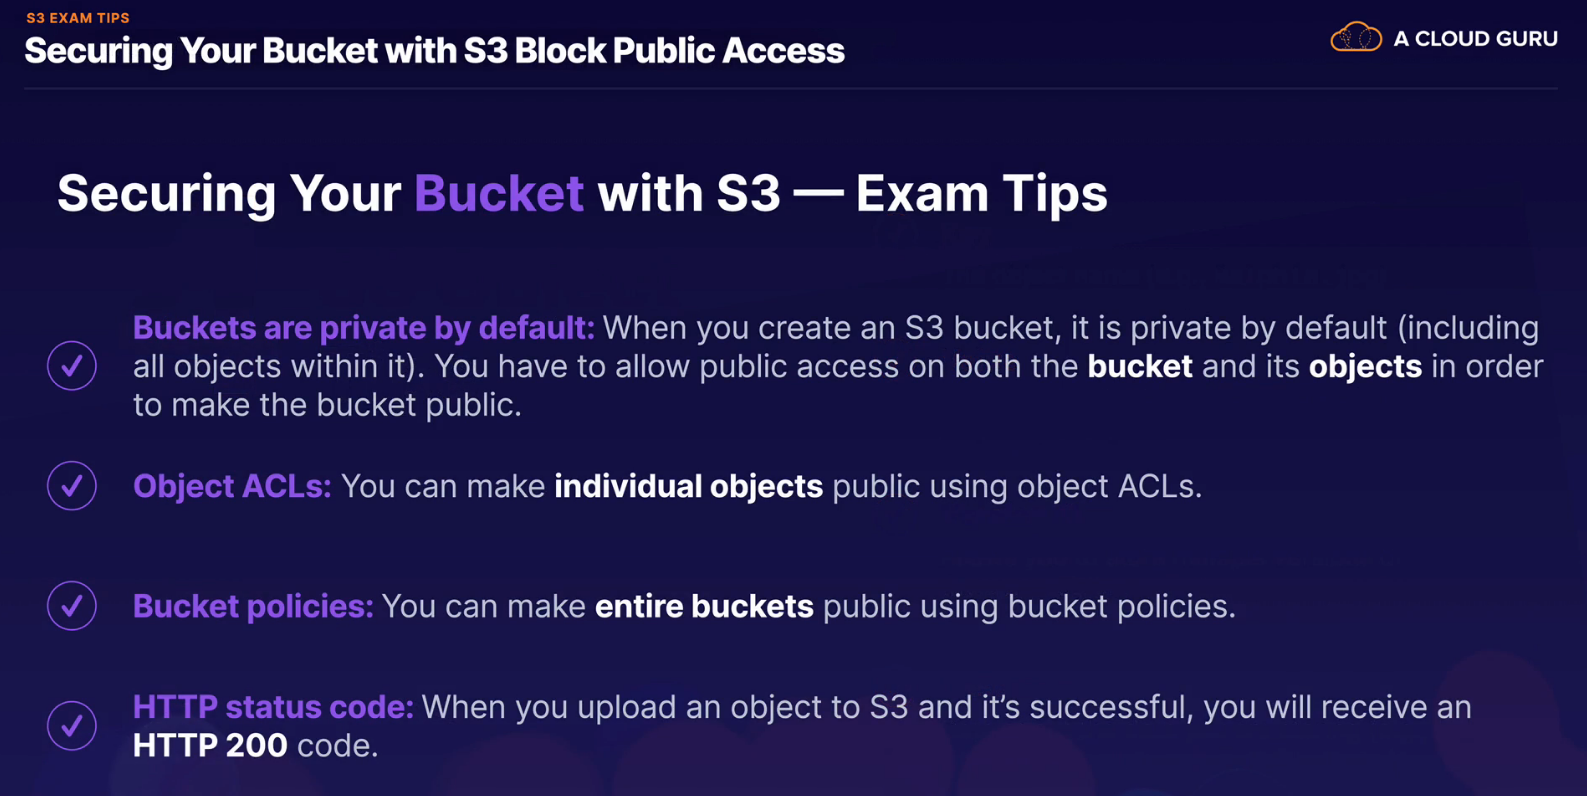 S3 EXAM TIPS
Securing Your Bucket with S3 Block Public Access
A CLOUD GURU
Securing Your Bucket with S3 — Exam Tips
Buckets are private by default: When you create an S3 bucket, it is private by default (including
all objects within it). You have to allow public access on both the bucket and its objects in order
to make the bucket public.
Object ACLs: You can make individual objects public using object ACLs.
Bucket policies: You can make entire buckets public using bucket policies.
HTTP status code: When you upload an object to S3 and it’s successful, you will receive an
HTTP 200 code.